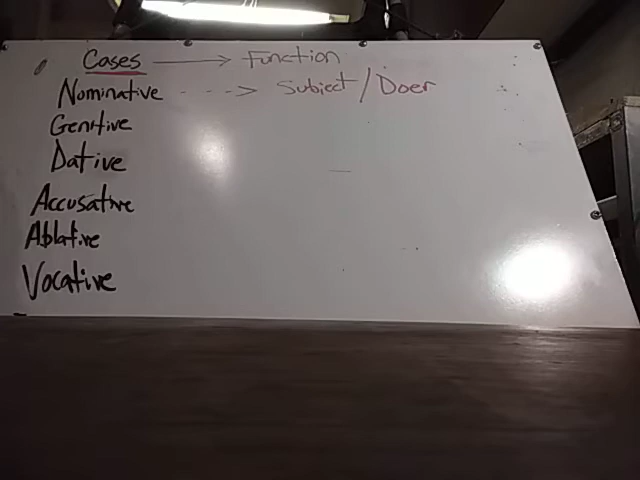 Cases → Function
Nominative - - -> Subject/Doer
Genitive
Dative
Accusative
Ablative
Vocative